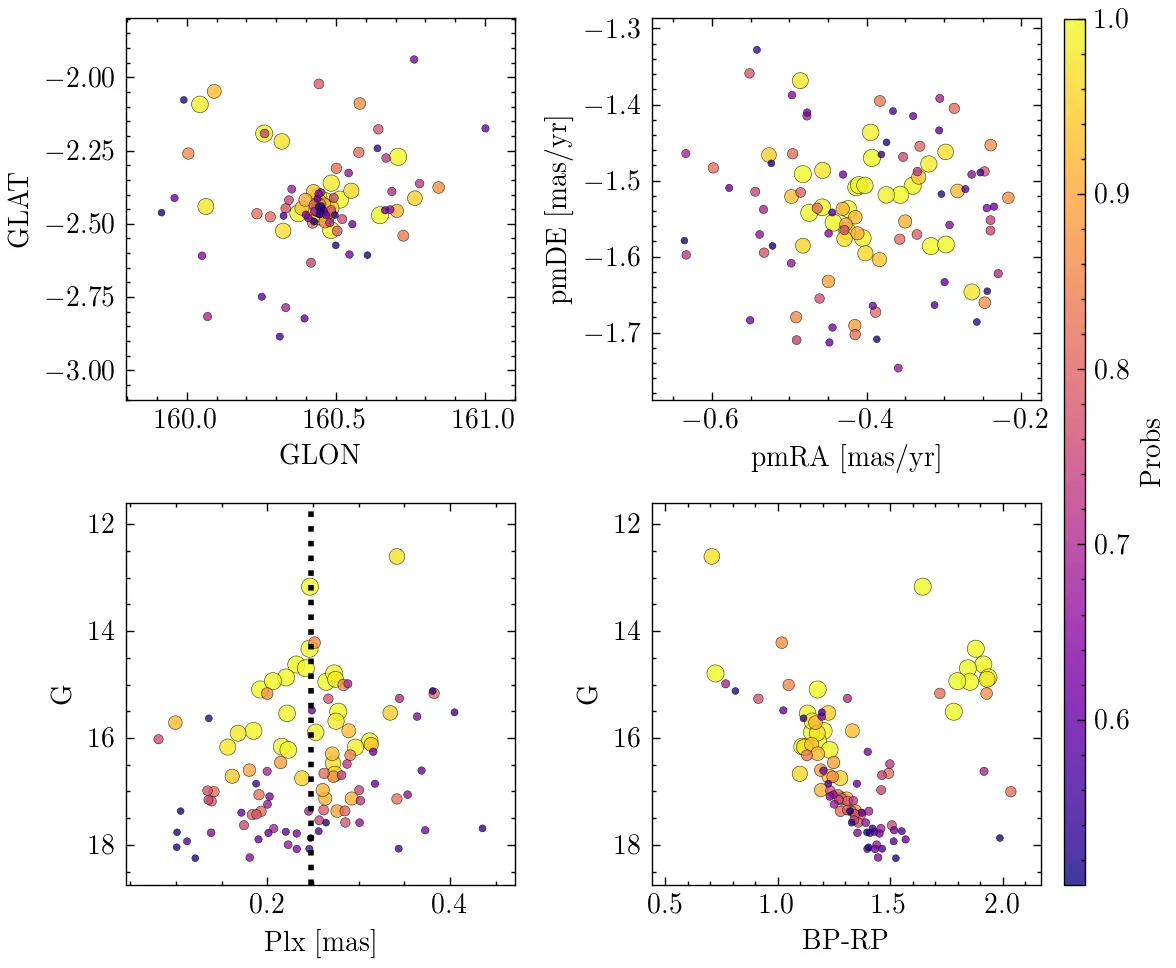 −2.00
−2.25
−2.50
−2.75
−3.00
GLAT
160.0 160.5 161.0
GLON
−1.3
−1.4
−1.5
−1.6
−1.7
pmDE [mas/yr]
−0.6 −0.4 −0.2
pmRA [mas/yr]
12
14
16
18
G
0.2 0.4
Plx [mas]
12
14
16
18
G
0.5 1.0 1.5 2.0
BP-RP
1.0
0.9
0.8
0.7
0.6
Probs